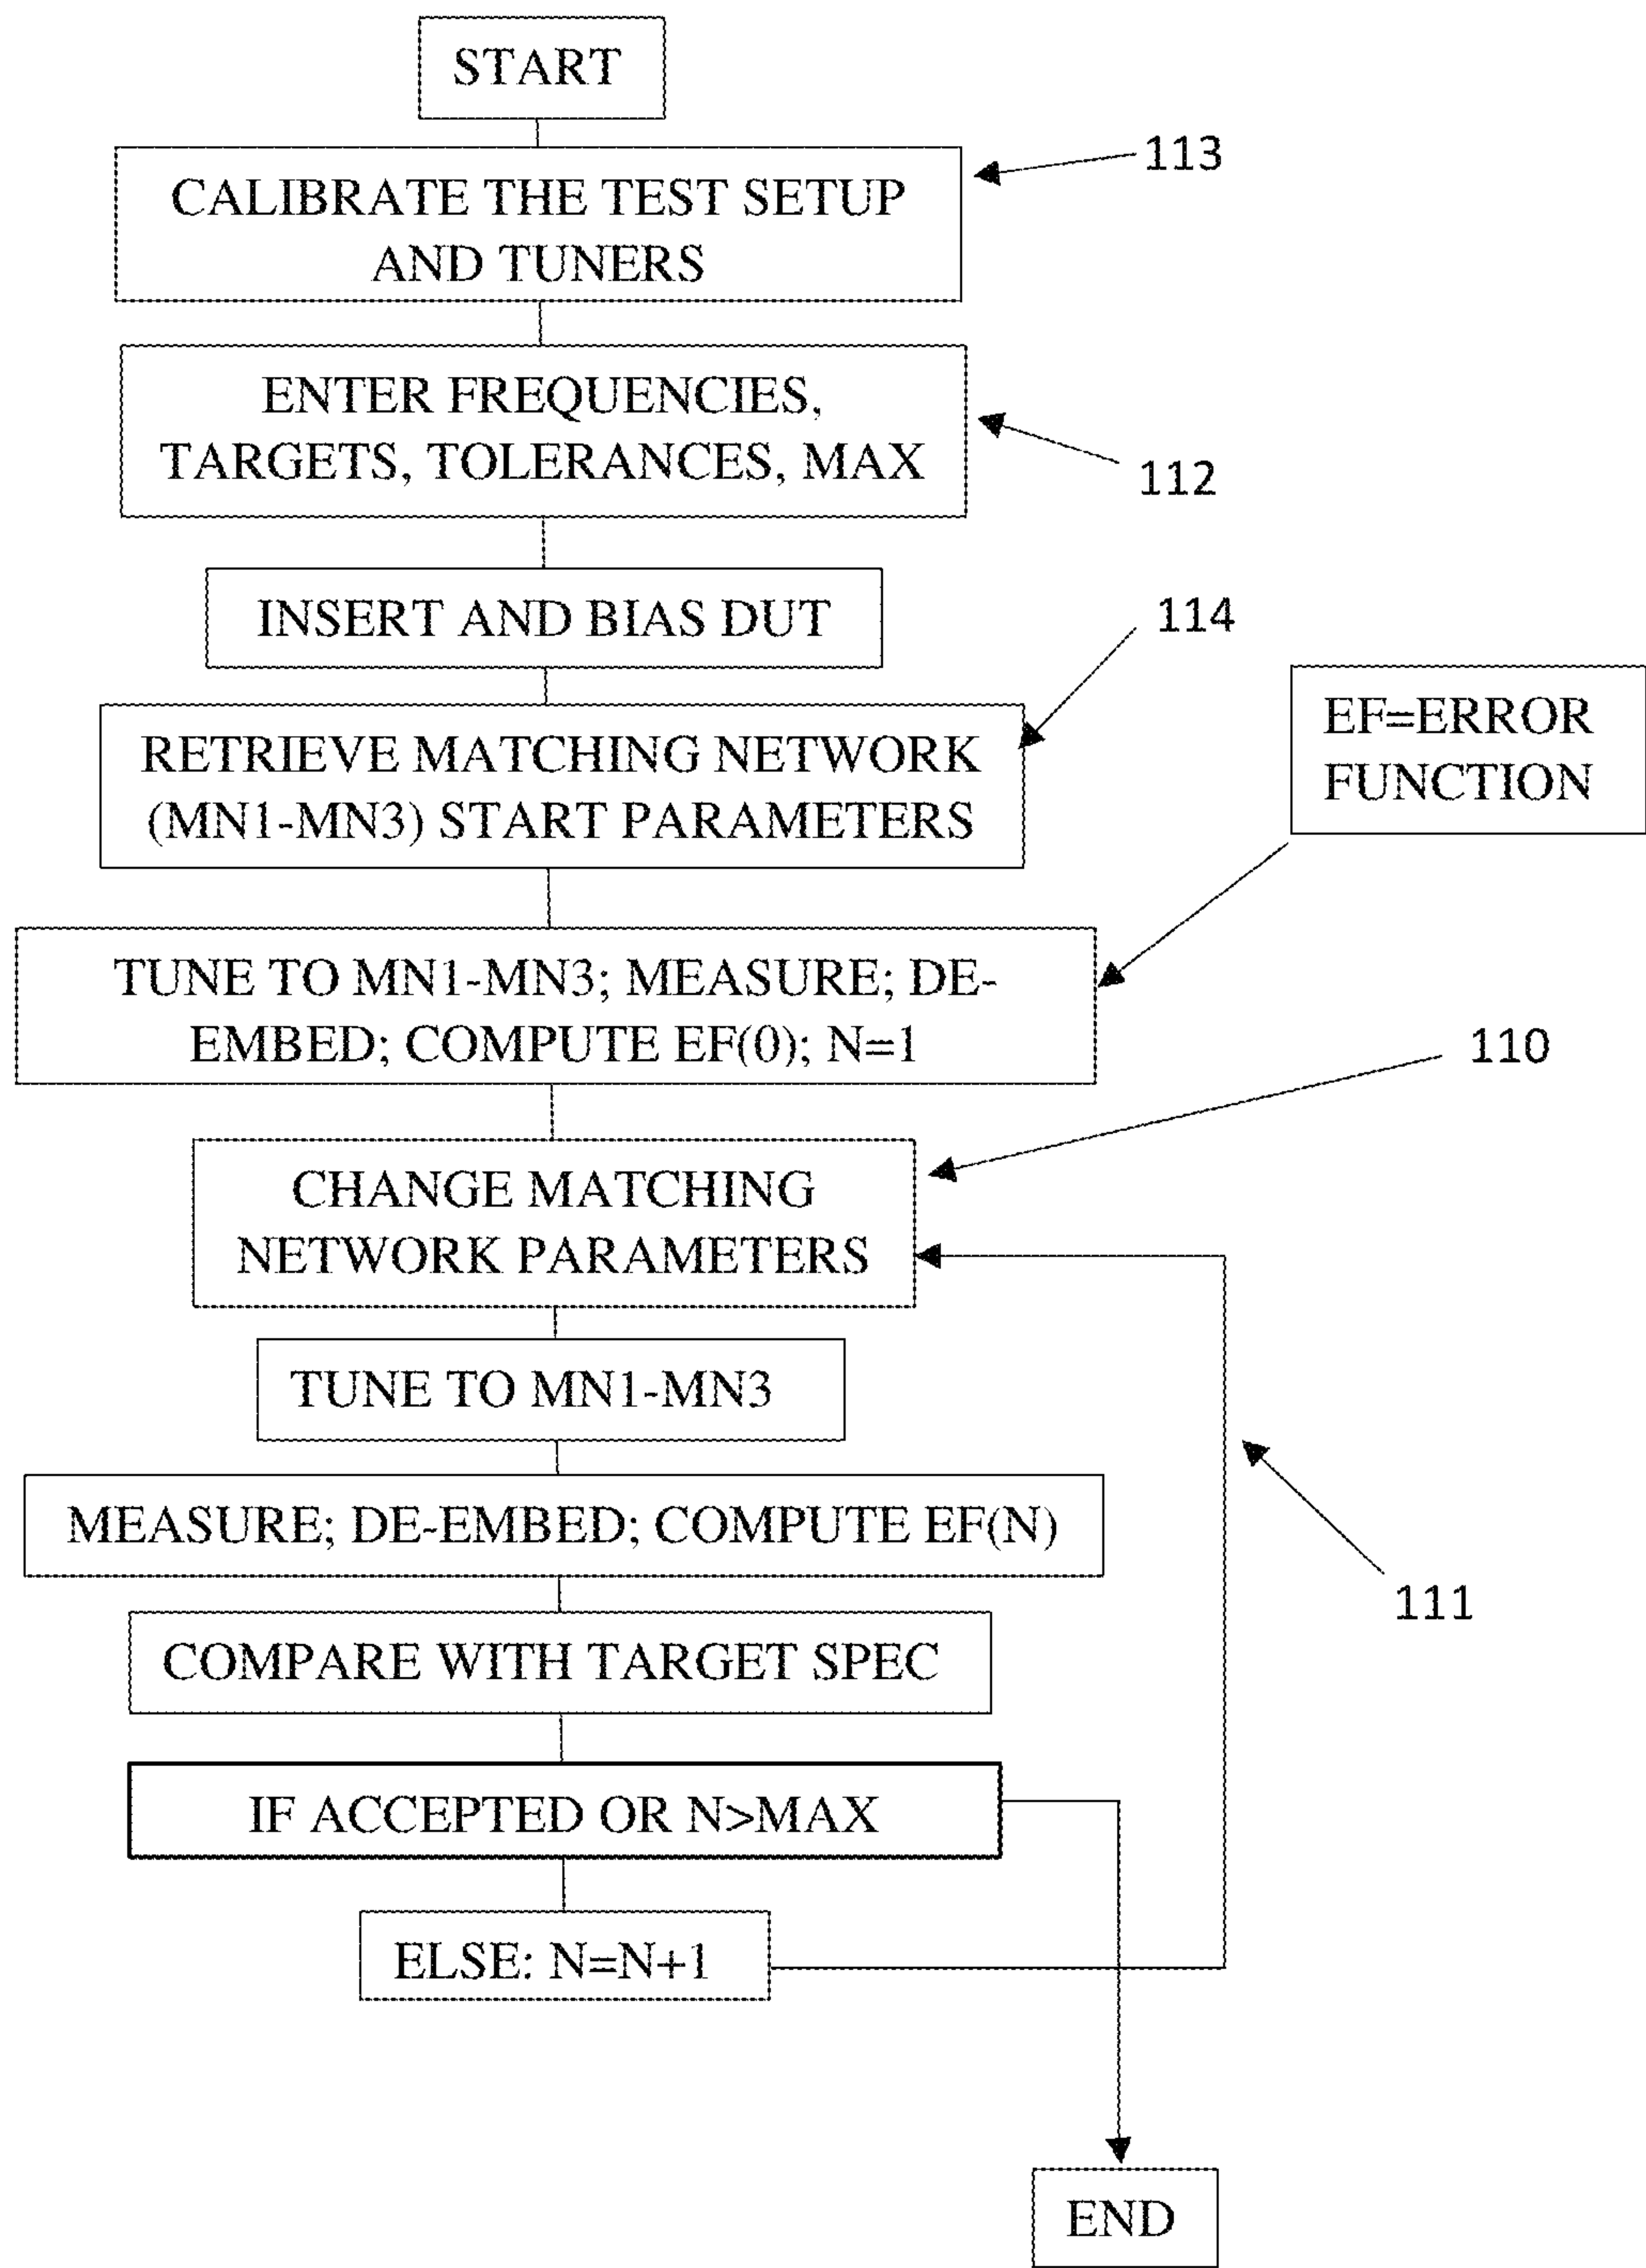 START
CALIBRATE THE TEST SETUP
AND TUNERS
113
ENTER FREQUENCIES,
TARGETS, TOLERANCES, MAX
112
INSERT AND BIAS DUT
114
RETRIEVE MATCHING NETWORK
(MN1-MN3) START PARAMETERS
EF=ERROR
FUNCTION
TUNE TO MN1-MN3; MEASURE; DE-
EMBED; COMPUTE EF(0); N=1
110
CHANGE MATCHING
NETWORK PARAMETERS
TUNE TO MN1-MN3
MEASURE; DE-EMBED; COMPUTE EF(N)
111
COMPARE WITH TARGET SPEC
IF ACCEPTED OR N>MAX
ELSE: N=N+1
END